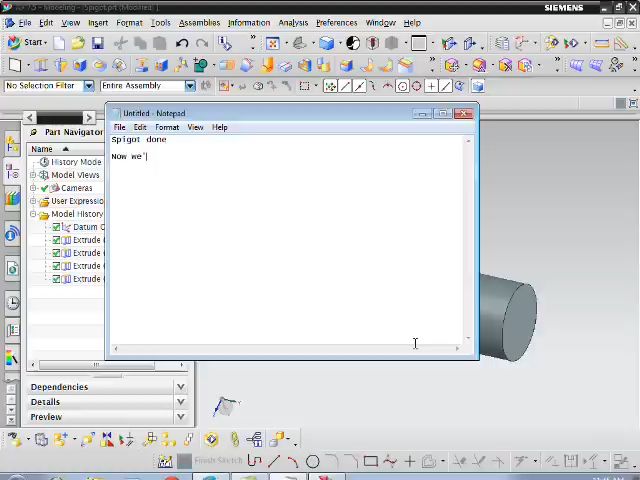 NX 7.5 - Modeling - [Spigot.prt (Modified) ]
SIEMENS
File Edit View Insert Format Tools Assemblies Information Analysis Preferences Window Help
Start
No Selection Filter Entire Assembly
Untitled - Notepad
File Edit Format View Help
Spigot done
Now we'
Part Navigator
Name
History Mode
Model Views
Cameras
User Expression
Model History
Datum C
Extrude (
Extrude (
Extrude (
Extrude (
Dependencies
Details
Preview
Finish Sketch